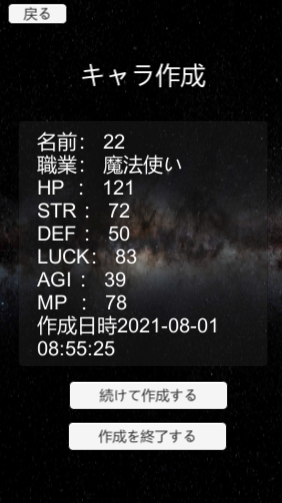 戻る
キャラ作成
名前： 22
職業： 魔法使い
HP ： 121
STR ： 72
DEF ： 50
LUCK： 83
AGI ： 39
MP ： 78
作成日時2021-08-01
08:55:25
続けて作成する
作成を終了する